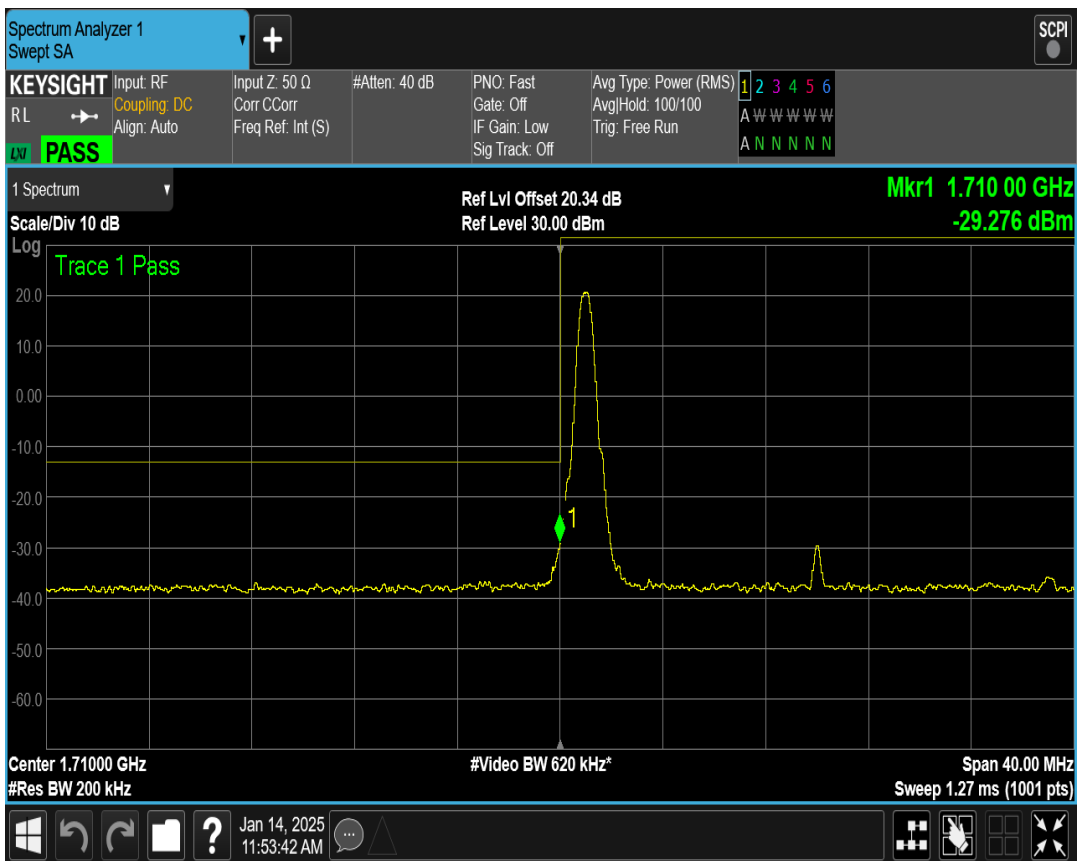 Spectrum Analyzer 1
Swept SA
+
SCPI
KEYSIGHT
RL
LXI PASS
Input: RF
Coupling: DC
Align: Auto
Input Z: 50 Ω
Corr CCorr
Freq Ref: Int (S)
#Atten: 40 dB
PNO: Fast
Gate: Off
IF Gain: Low
Sig Track: Off
Avg Type: Power (RMS)
Avg|Hold: 100/100
Trig: Free Run
1 2 3 4 5 6
A W W W W W
A N N N N N
1 Spectrum
Scale/Div 10 dB
Ref Lvl Offset 20.34 dB
Ref Level 30.00 dBm
Mkr1 1.710 00 GHz
-29.276 dBm
Log
Trace 1 Pass
20.0
10.0
0.00
-10.0
-20.0
1
-30.0
-40.0
-50.0
-60.0
Center 1.71000 GHz
#Res BW 200 kHz
#Video BW 620 kHz*
Span 40.00 MHz
Sweep 1.27 ms (1001 pts)
?
Jan 14, 2025
11:53:42 AM